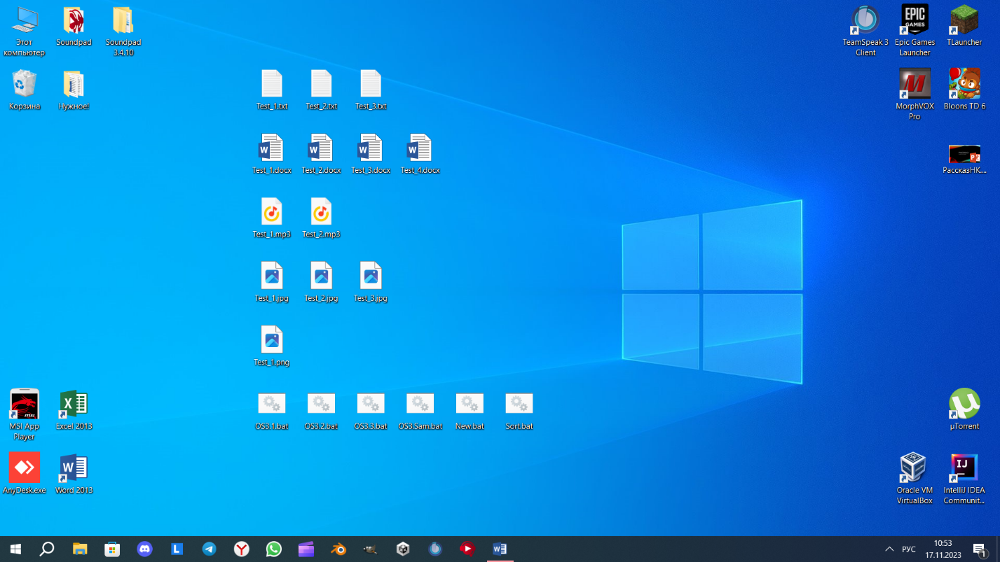 Этот
компьютер
Soundpad
Soundpad
3.4.10
TeamSpeak 3
Client
EPIC
GAMES
Epic Games
Launcher
TLauncher
Корзина
Нужное!
Test_1.txt
Test_2.txt
Test_3.txt
M
MorphVOX
Pro
Bloons TD 6
W
W
W
W
Test_1.docx
Test_2.docx
Test_3.docx
Test_4.docx
P
РассказНК....
Test_1.mp3
Test_2.mp3
Test_1.jpg
Test_2.jpg
Test_3.jpg
Test_1.png
msi
MSI App
Player
X
Excel 2013
OS3.1.bat
OS3.2.bat
OS3.3.bat
OS3.Sam.bat
New.bat
Sort.bat
µ
µTorrent
AnyDesk.exe
W
Word 2013
Oracle VM
VirtualBox
IJ
IntelliJ IDEA
Communit...
L
Y
W
РУС
10:53
17.11.2023
1